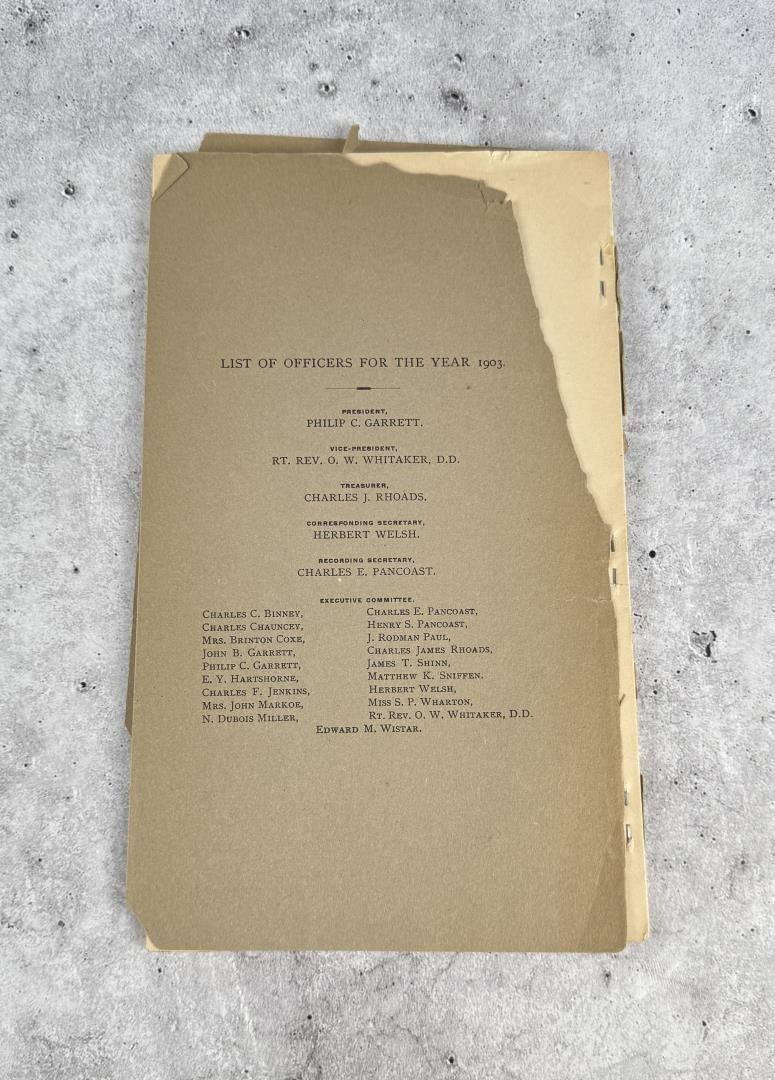 LIST OF OFFICERS FOR THE YEAR 1903.
PRESIDENT,
PHILIP C. GARRETT.
VICE-PRESIDENT,
RT. REV. O. W. WHITAKER, D.D.
TREASURER,
CHARLES J. RHOADS.
CORRESPONDING SECRETARY,
HERBERT WELSH.
RECORDING SECRETARY,
CHARLES E. PANCOAST.
EXECUTIVE COMMITTEE.
CHARLES C. BINNEY,
CHARLES CHAUNCEY,
MRS. BRINTON COXE,
JOHN B. GARRETT,
PHILIP C. GARRETT,
E. Y. HARTSHORNE,
CHARLES F. JENKINS,
MRS. JOHN MARKOE,
N. DUBOIS MILLER,
CHARLES E. PANCOAST,
HENRY S. PANCOAST,
J. RODMAN PAUL,
CHARLES JAMES RHOADS,
JAMES T. SHINN,
MATTHEW K. SNIFFEN.
HERBERT WELSH,
MISS S. P. WHARTON,
RT. REV. O. W. WHITAKER, D.D.
EDWARD M. WISTAR.